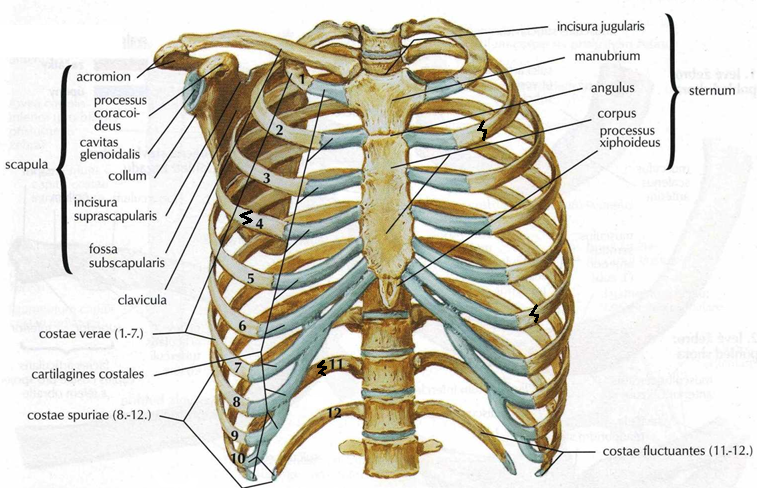 incisura jugularis
manubrium
angulus
corpus
processus
xiphoideus
sternum
scapula
acromion
processus
coracoi-
deus
cavitas
glenoidalis
collum
incisura
suprascapularis
fossa
subscapularis
clavicula
costae verae (1.-7.)
cartilagines costales
costae spuriae (8.-12.)
costae fluctuantes (11.-12.)
1
2
3
4
5
6
7
8
9
10
11
12